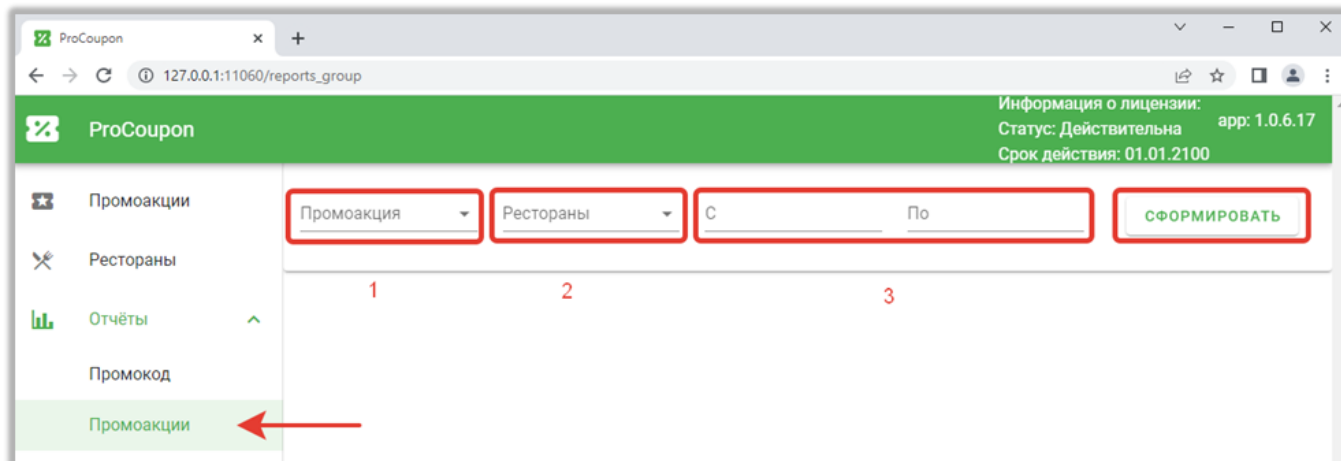 ProCoupon
127.0.0.1:11060/reports_group
ProCoupon
Информация о лицензии:
Статус: Действительна
Срок действия: 01.01.2100
app: 1.0.6.17
Промоакции
Рестораны
Отчёты
Промокод
Промоакции
Промоакция
Рестораны
С
По
СФОРМИРОВАТЬ
1
2
3